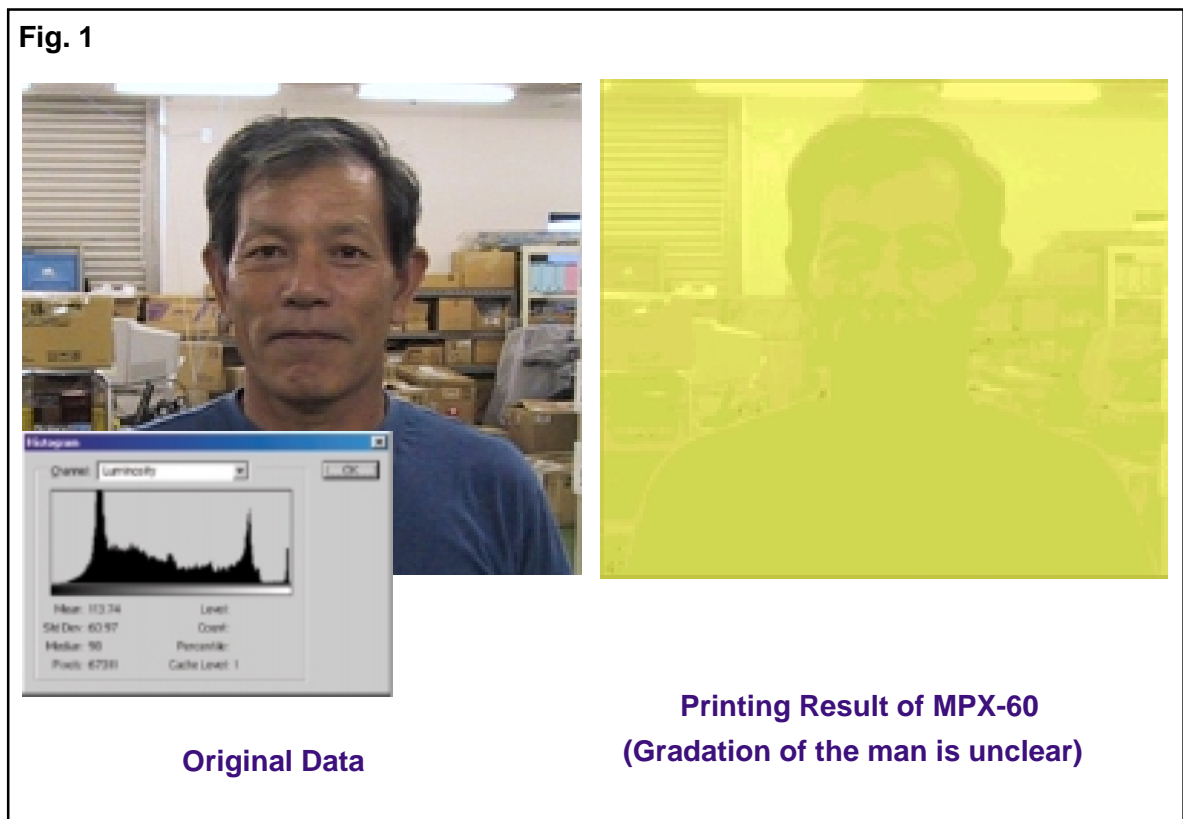 Fig. 1
Histogram
Channel: Luminosity
OK
Mean: 113.74
Level:
Std Dev: 60.97
Count:
Median: 98
Percentile:
Pixels: 67311
Cache Level: 1
Printing Result of MPX-60
(Gradation of the man is unclear)
Original Data